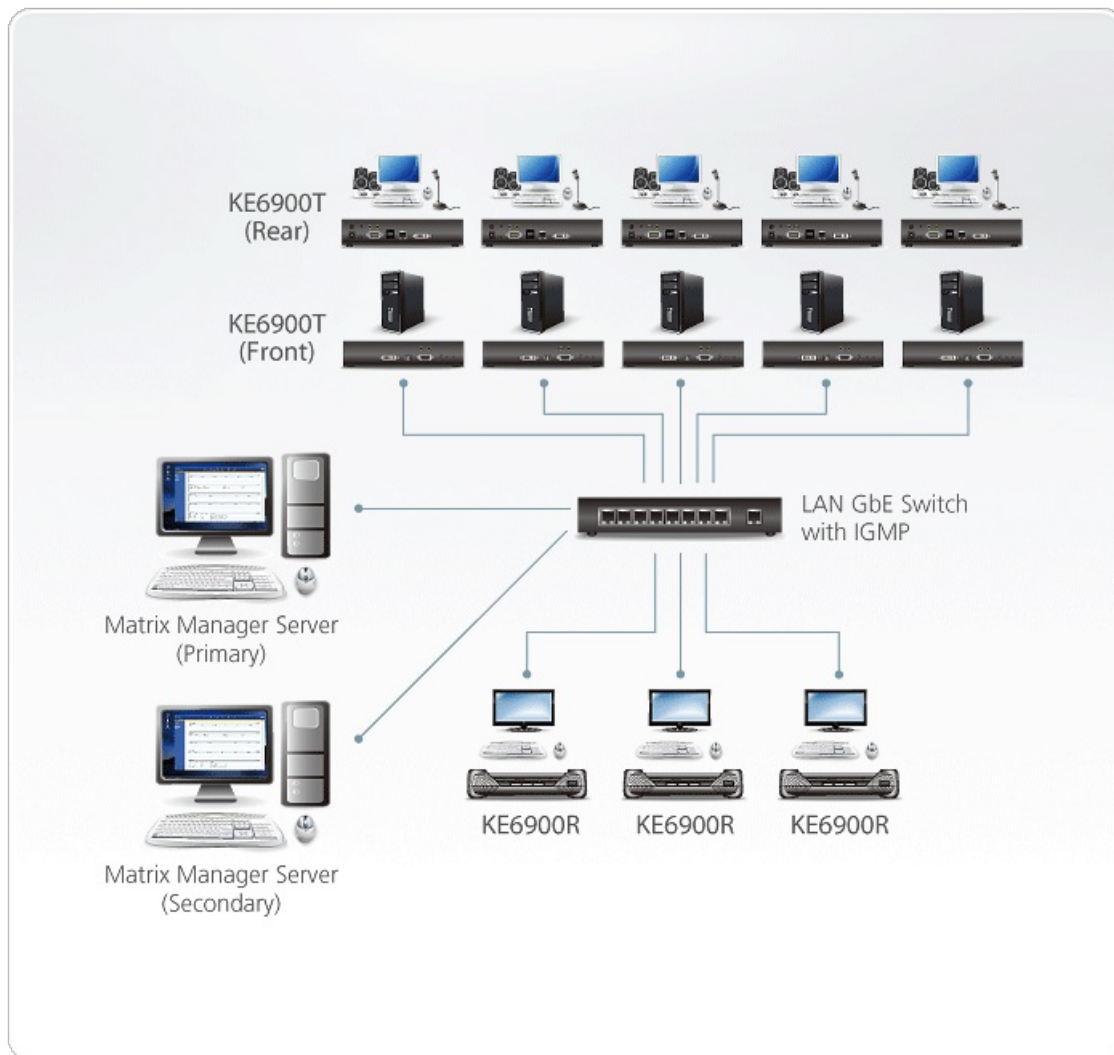 KE6900T
(Rear)
KE6900T
(Front)
LAN GbE Switch
with IGMP
Matrix Manager Server
(Primary)
KE6900R
KE6900R
KE6900R
Matrix Manager Server
(Secondary)